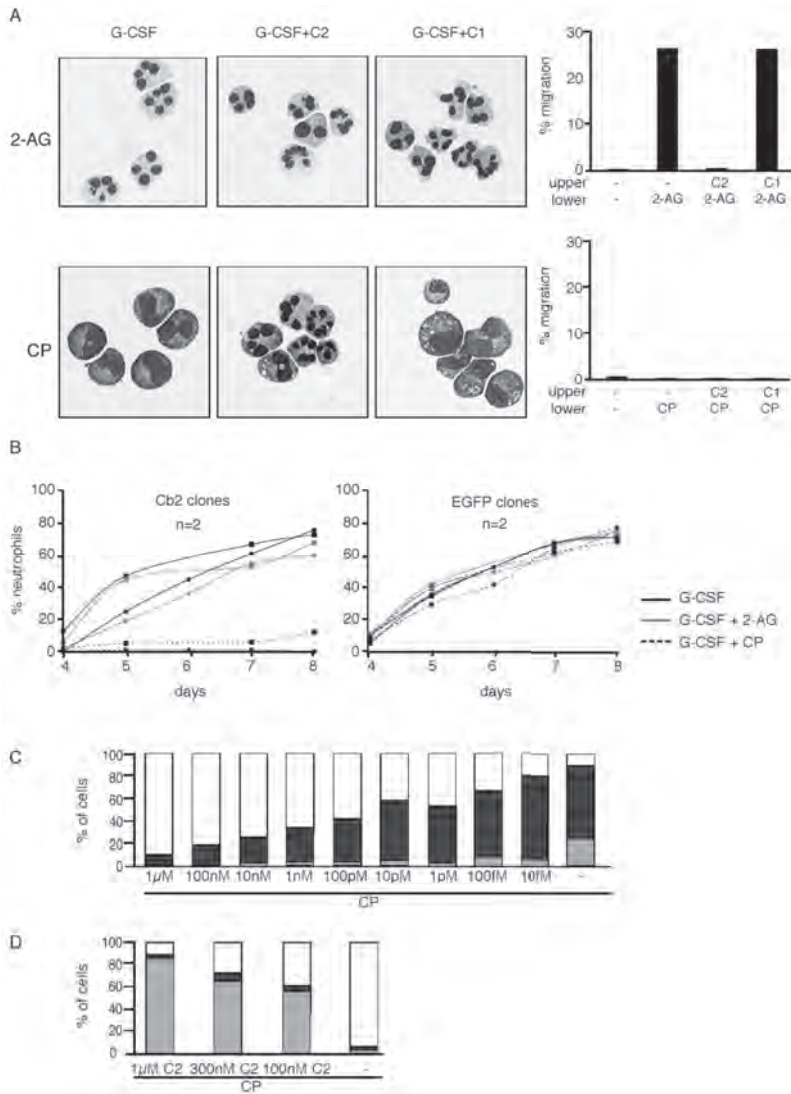 A
G-CSF
G-CSF+C2
G-CSF+C1
2-AG
% migration
30
20
10
0
upper - - C2 C1
lower - 2-AG 2-AG 2-AG
CP
% migration
30
20
10
0
upper - - C2 C1
lower - CP CP CP
B
% neutrophils
100
80
60
40
20
0
Cb2 clones
n=2
4 5 6 7 8
days
100
80
60
40
20
0
EGFP clones
n=2
4 5 6 7 8
days
G-CSF
G-CSF + 2-AG
G-CSF + CP
C
% of cells
100
80
60
40
20
0
1µM 100nM 10nM 1nM 100pM 10pM 1pM 100fM 10fM -
CP
D
% of cells
100
80
60
40
20
0
1µM C2 300nM C2 100nM C2 -
CP